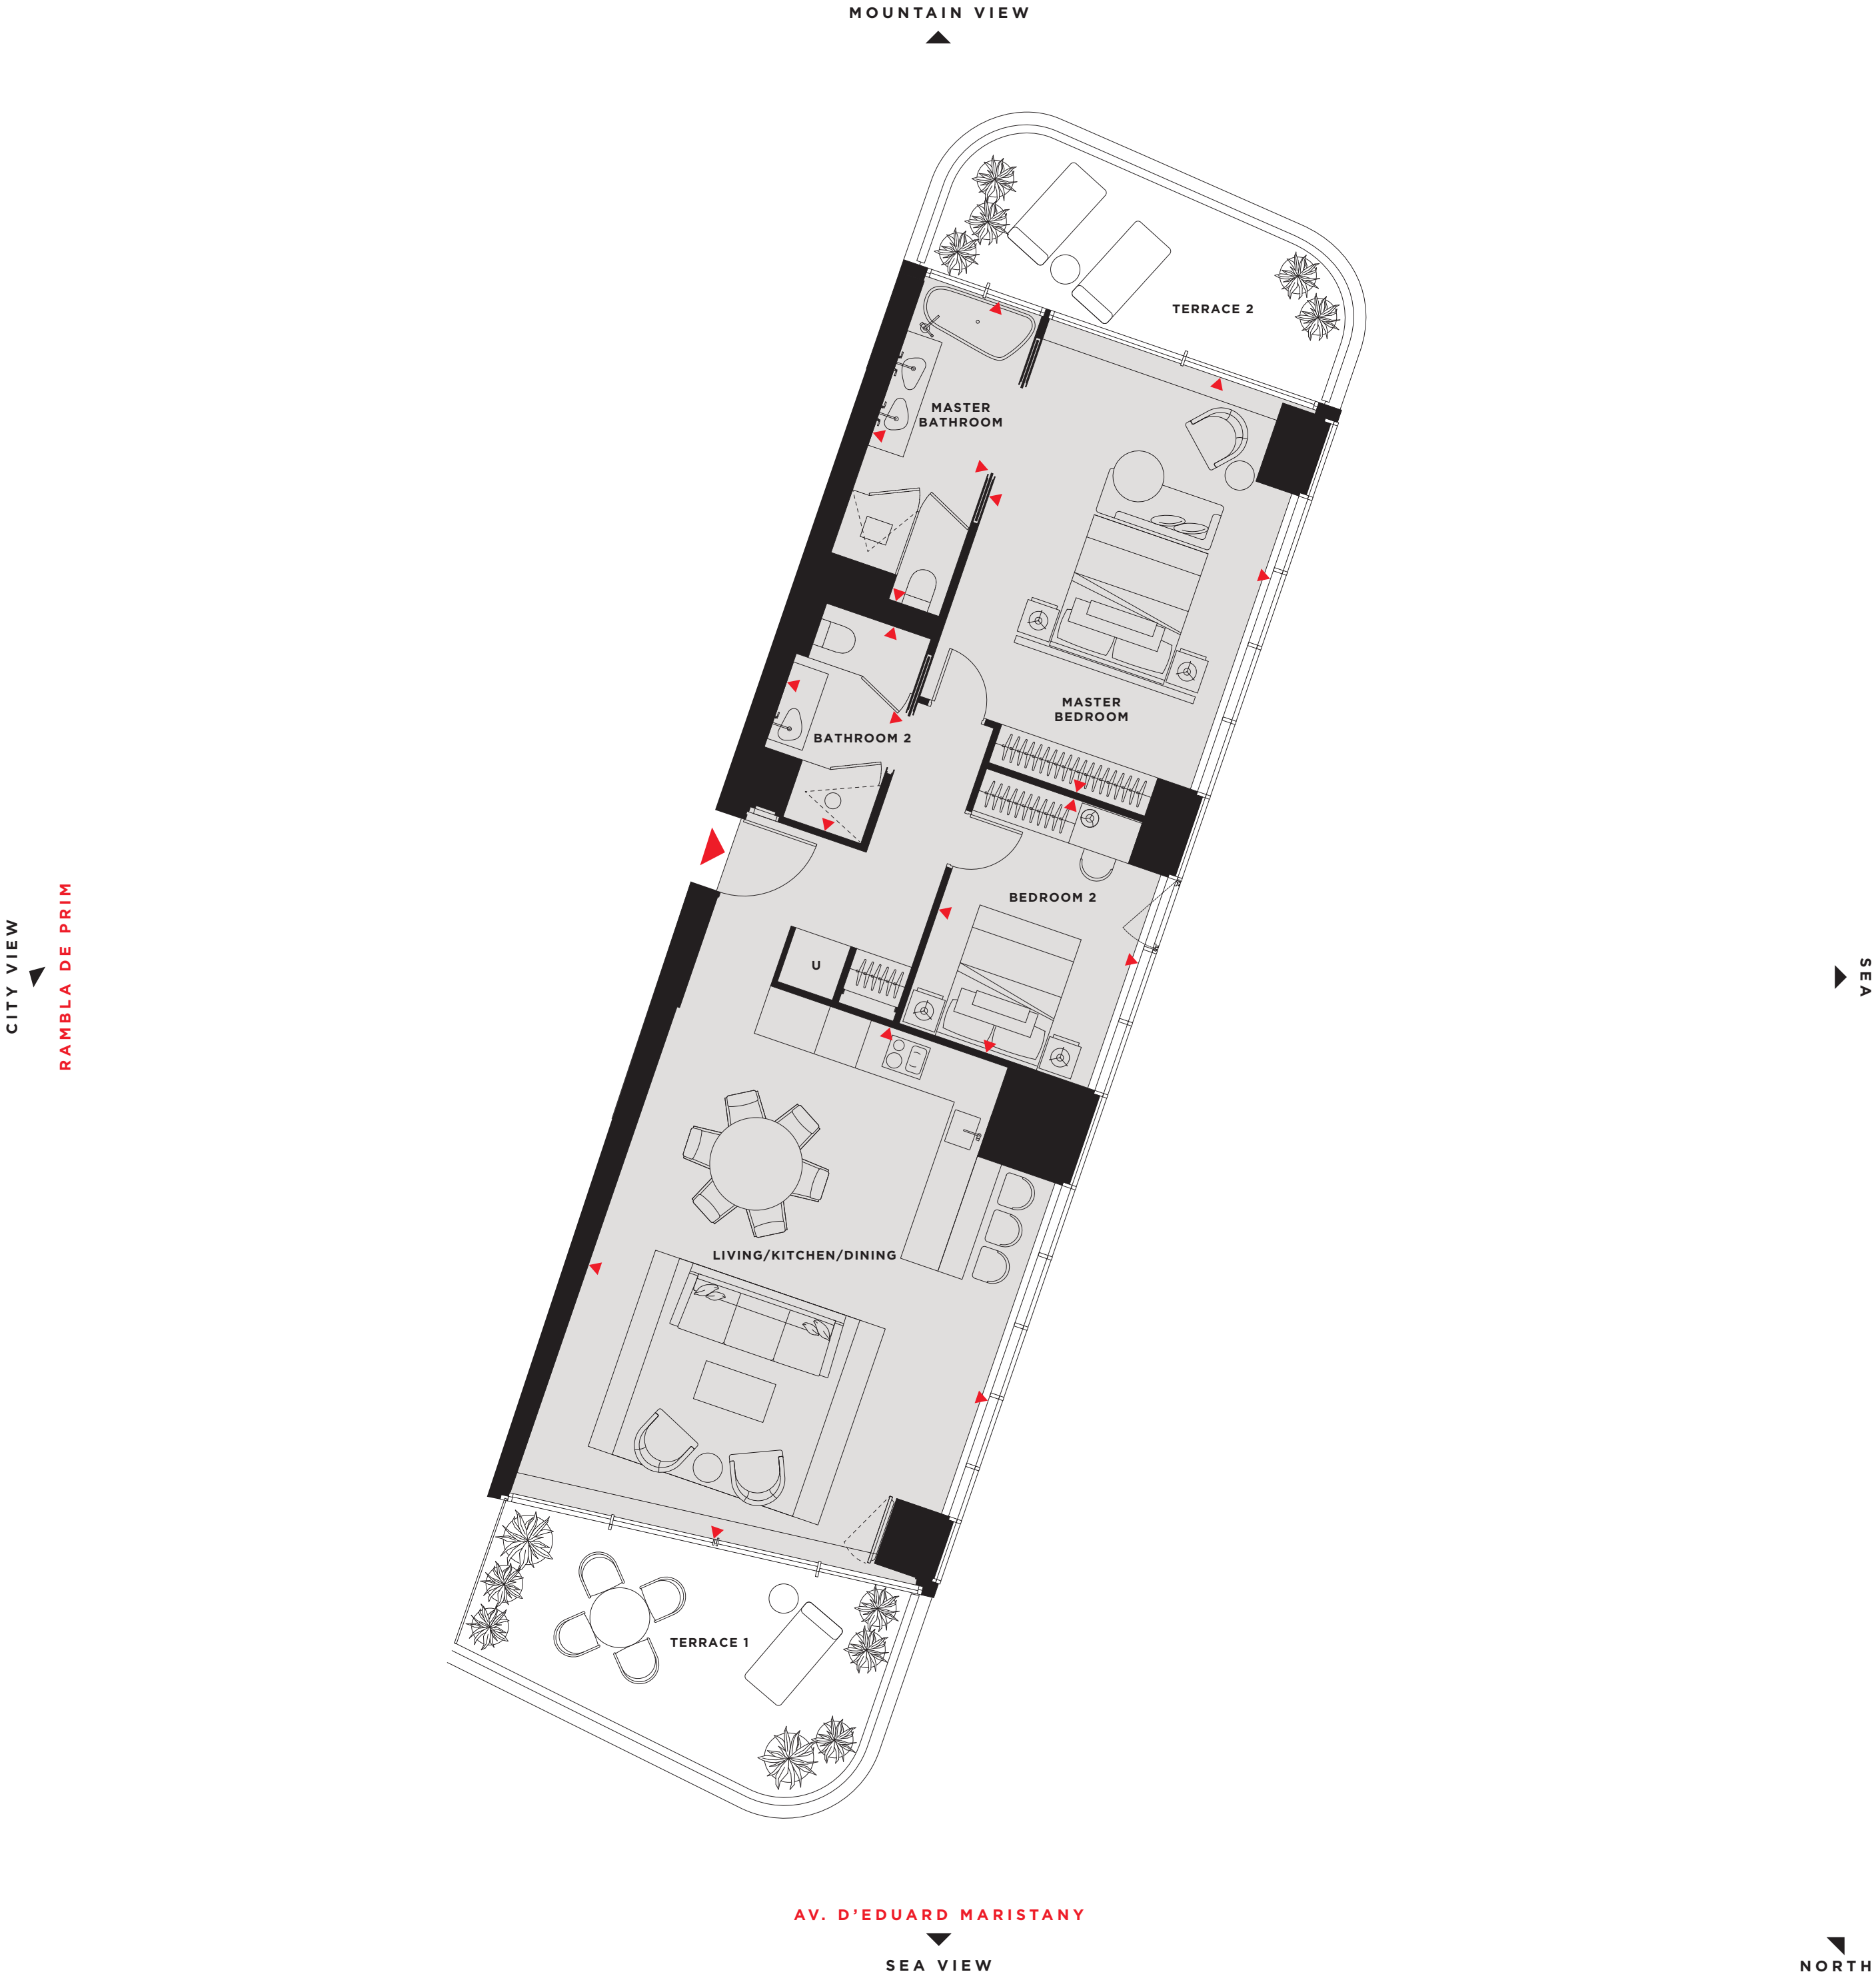 MOUNTAIN VIEW
TERRACE 2
MASTER
BATHROOM
MASTER
BEDROOM
BATHROOM 2
BEDROOM 2
U
CITY VIEW
RAMBLA DE PRIM
SEA
LIVING/KITCHEN/DINING
TERRACE 1
AV. D’EDUARD MARISTANY
SEA VIEW
NORTH